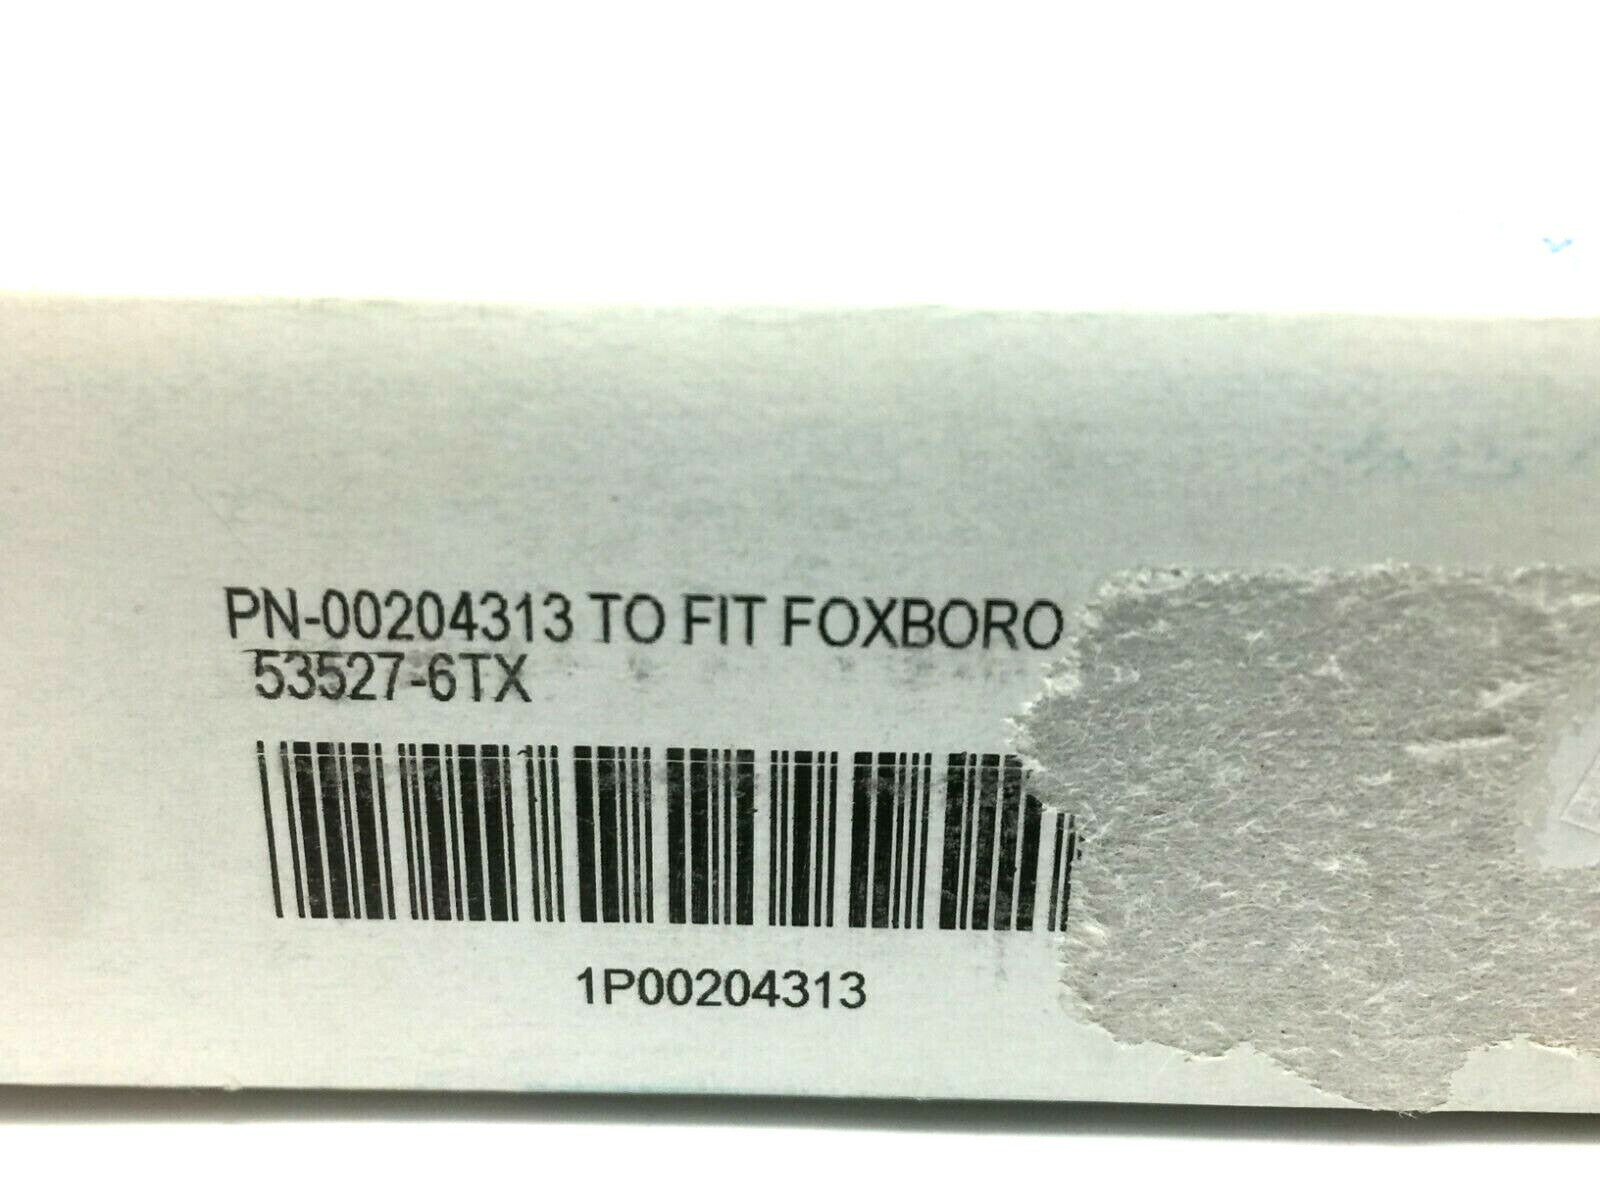 PN-00204313 TO FIT FOXBORO
53527-6TX
1P00204313